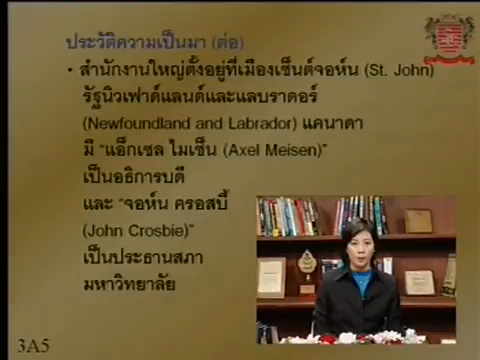 ประวัติความเป็นมา (ต่อ)
• สำนักงานใหญ่ตั้งอยู่ที่เมืองเซ็นต์จอห์น (St. John)
รัฐนิวเฟาด์แลนด์และแลบราดอร์
(Newfoundland and Labrador) แคนาดา
มี “แอ็กเซล ไมเซ็น (Axel Meisen)”
เป็นอธิการบดี
และ “จอห์น ครอสบี้
(John Crosbie)”
เป็นประธานสภา
มหาวิทยาลัย
3A5